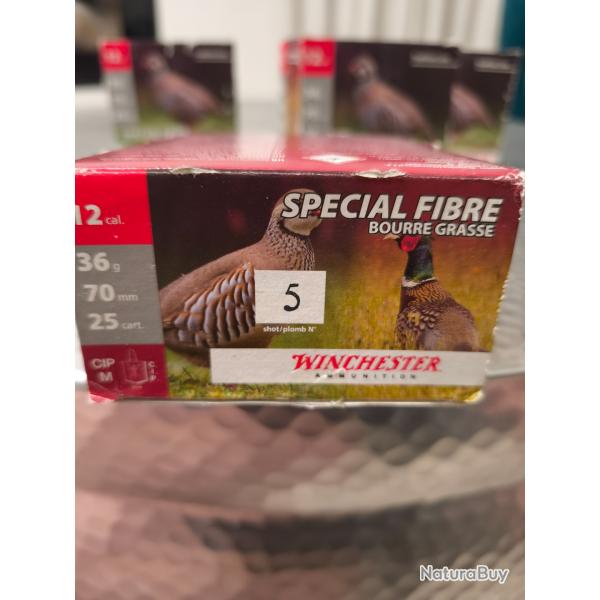 SPECIAL FIBRE
BOURRE GRASSE
12 cal.
36 g
70 mm
25 cart.
5
shot/plomb N°
WINCHESTER
AMMUNITION
CIP
M
C.I.P
NaturaBuy